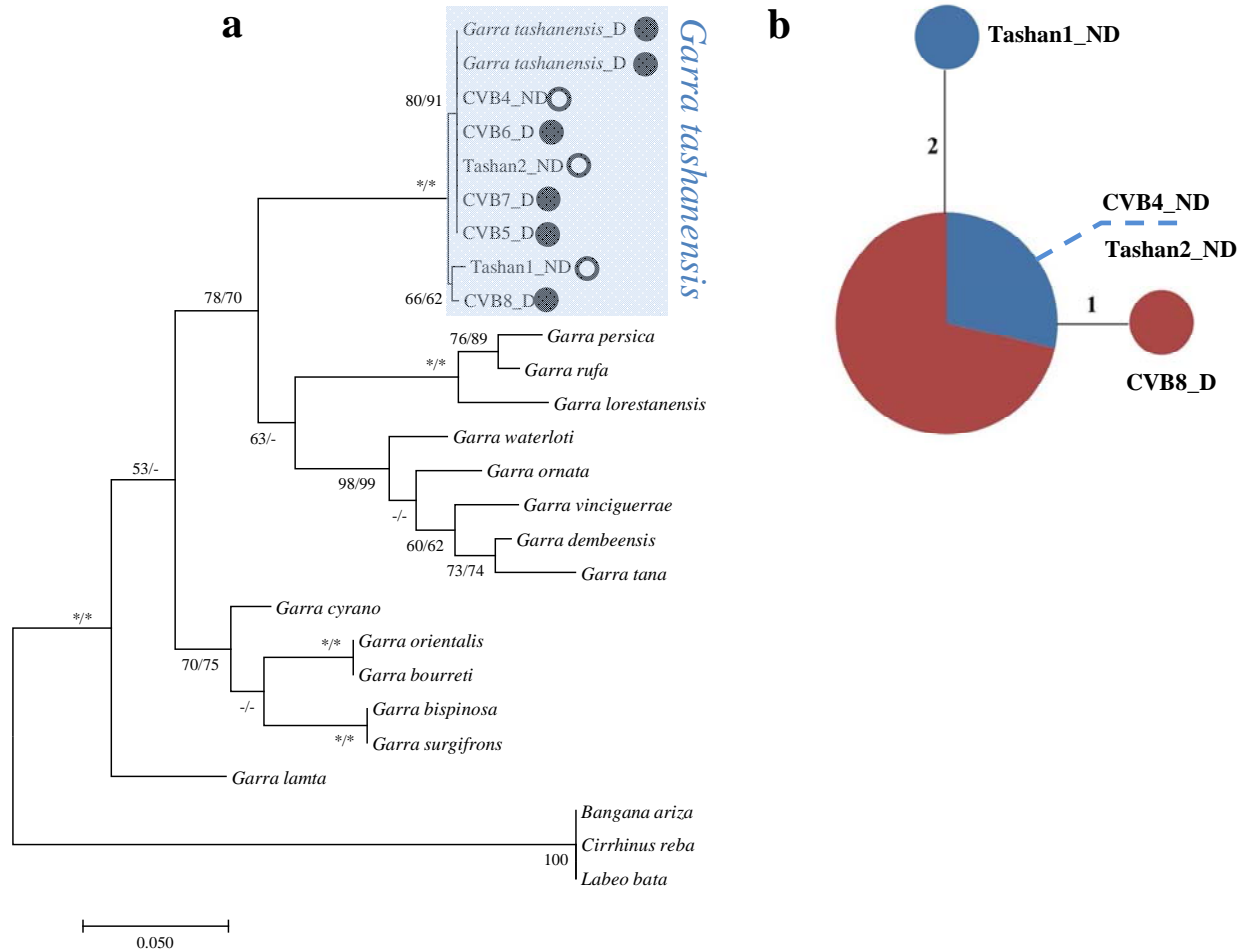 a
b
Garra tashanensis_D
Garra tashanensis_D
CVB4_ND
CVB6_D
Tashan2_ND
CVB7_D
CVB5_D
Tashan1_ND
CVB8_D
Garra tashanensis
80/91
*/*
66/62
78/70
76/89
*/*
Garra persica
Garra rufa
Garra lorestanensis
63/-
Garra waterloti
98/99
Garra ornata
-/-
Garra vinciguerrae
60/62
Garra dembeensis
73/74
Garra tana
53/-
*/*
Garra cyrano
70/75
*/*
Garra orientalis
Garra bourreti
-/-
Garra bispinosa
*/*
Garra surgifrons
Garra lamta
Bangana ariza
Cirrhinus reba
100
Labeo bata
0.050
Tashan1_ND
2
CVB4_ND
Tashan2_ND
1
CVB8_D